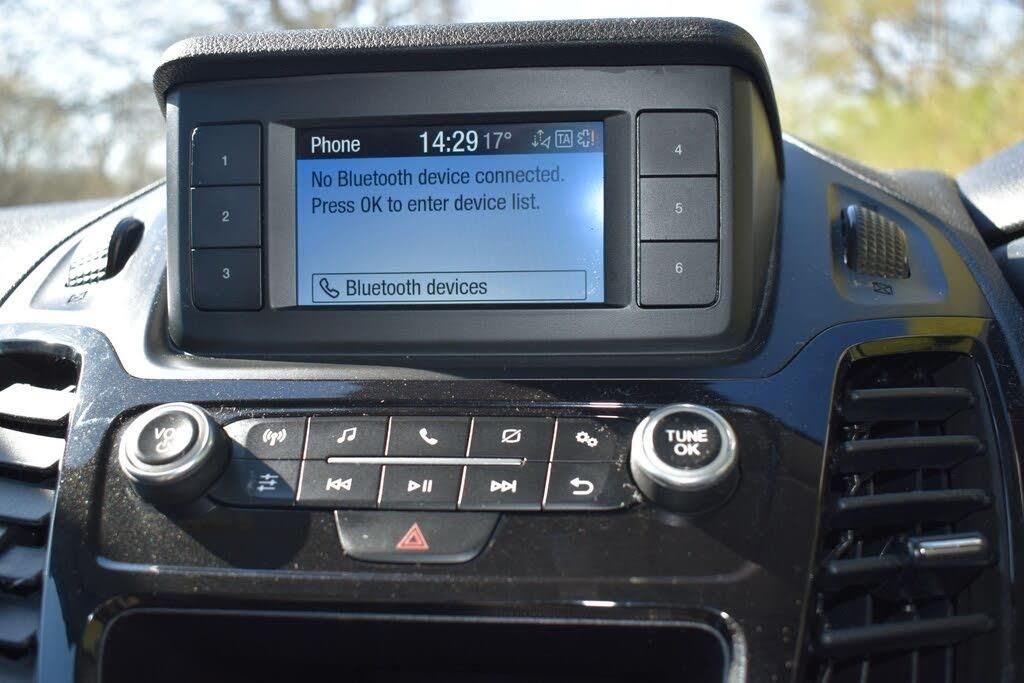 Phone 14:29 17° TA
No Bluetooth device connected.
Press OK to enter device list.
Bluetooth devices
1
2
3
4
5
6
VOL
TUNE
OK